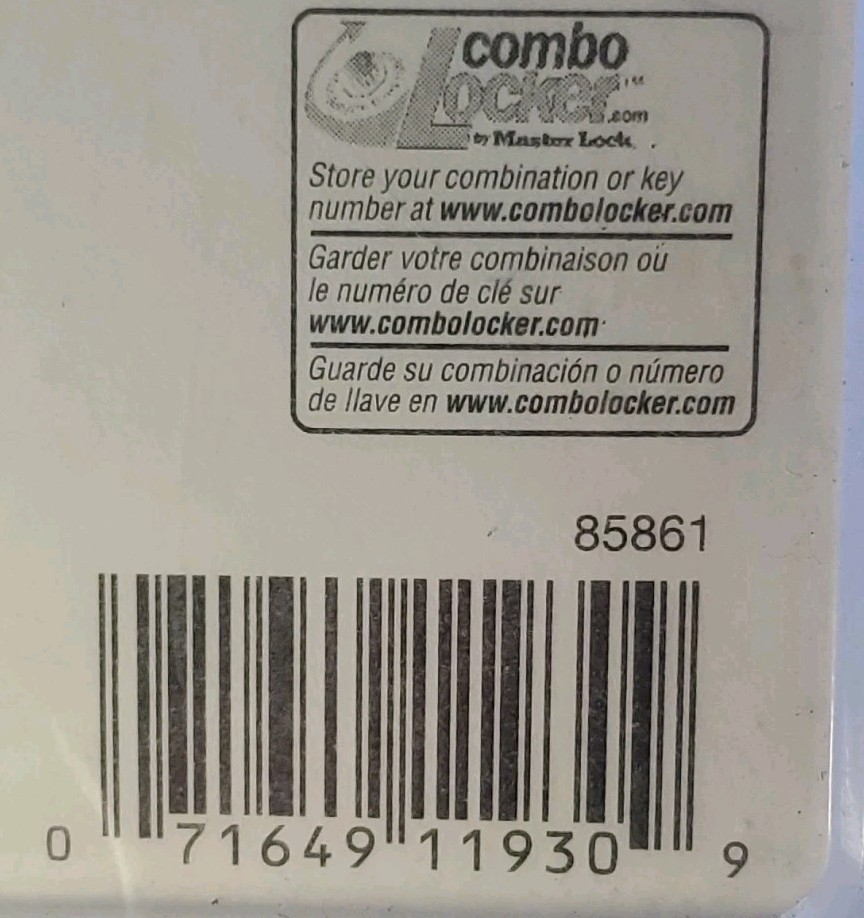 combo
Locker™
.com
by Master Lock.
Store your combination or key
number at www.combolocker.com
Garder votre combinaison ou
le numéro de clé sur
www.combolocker.com
Guarde su combinación o número
de llave en www.combolocker.com
85861
0 71649 11930 9